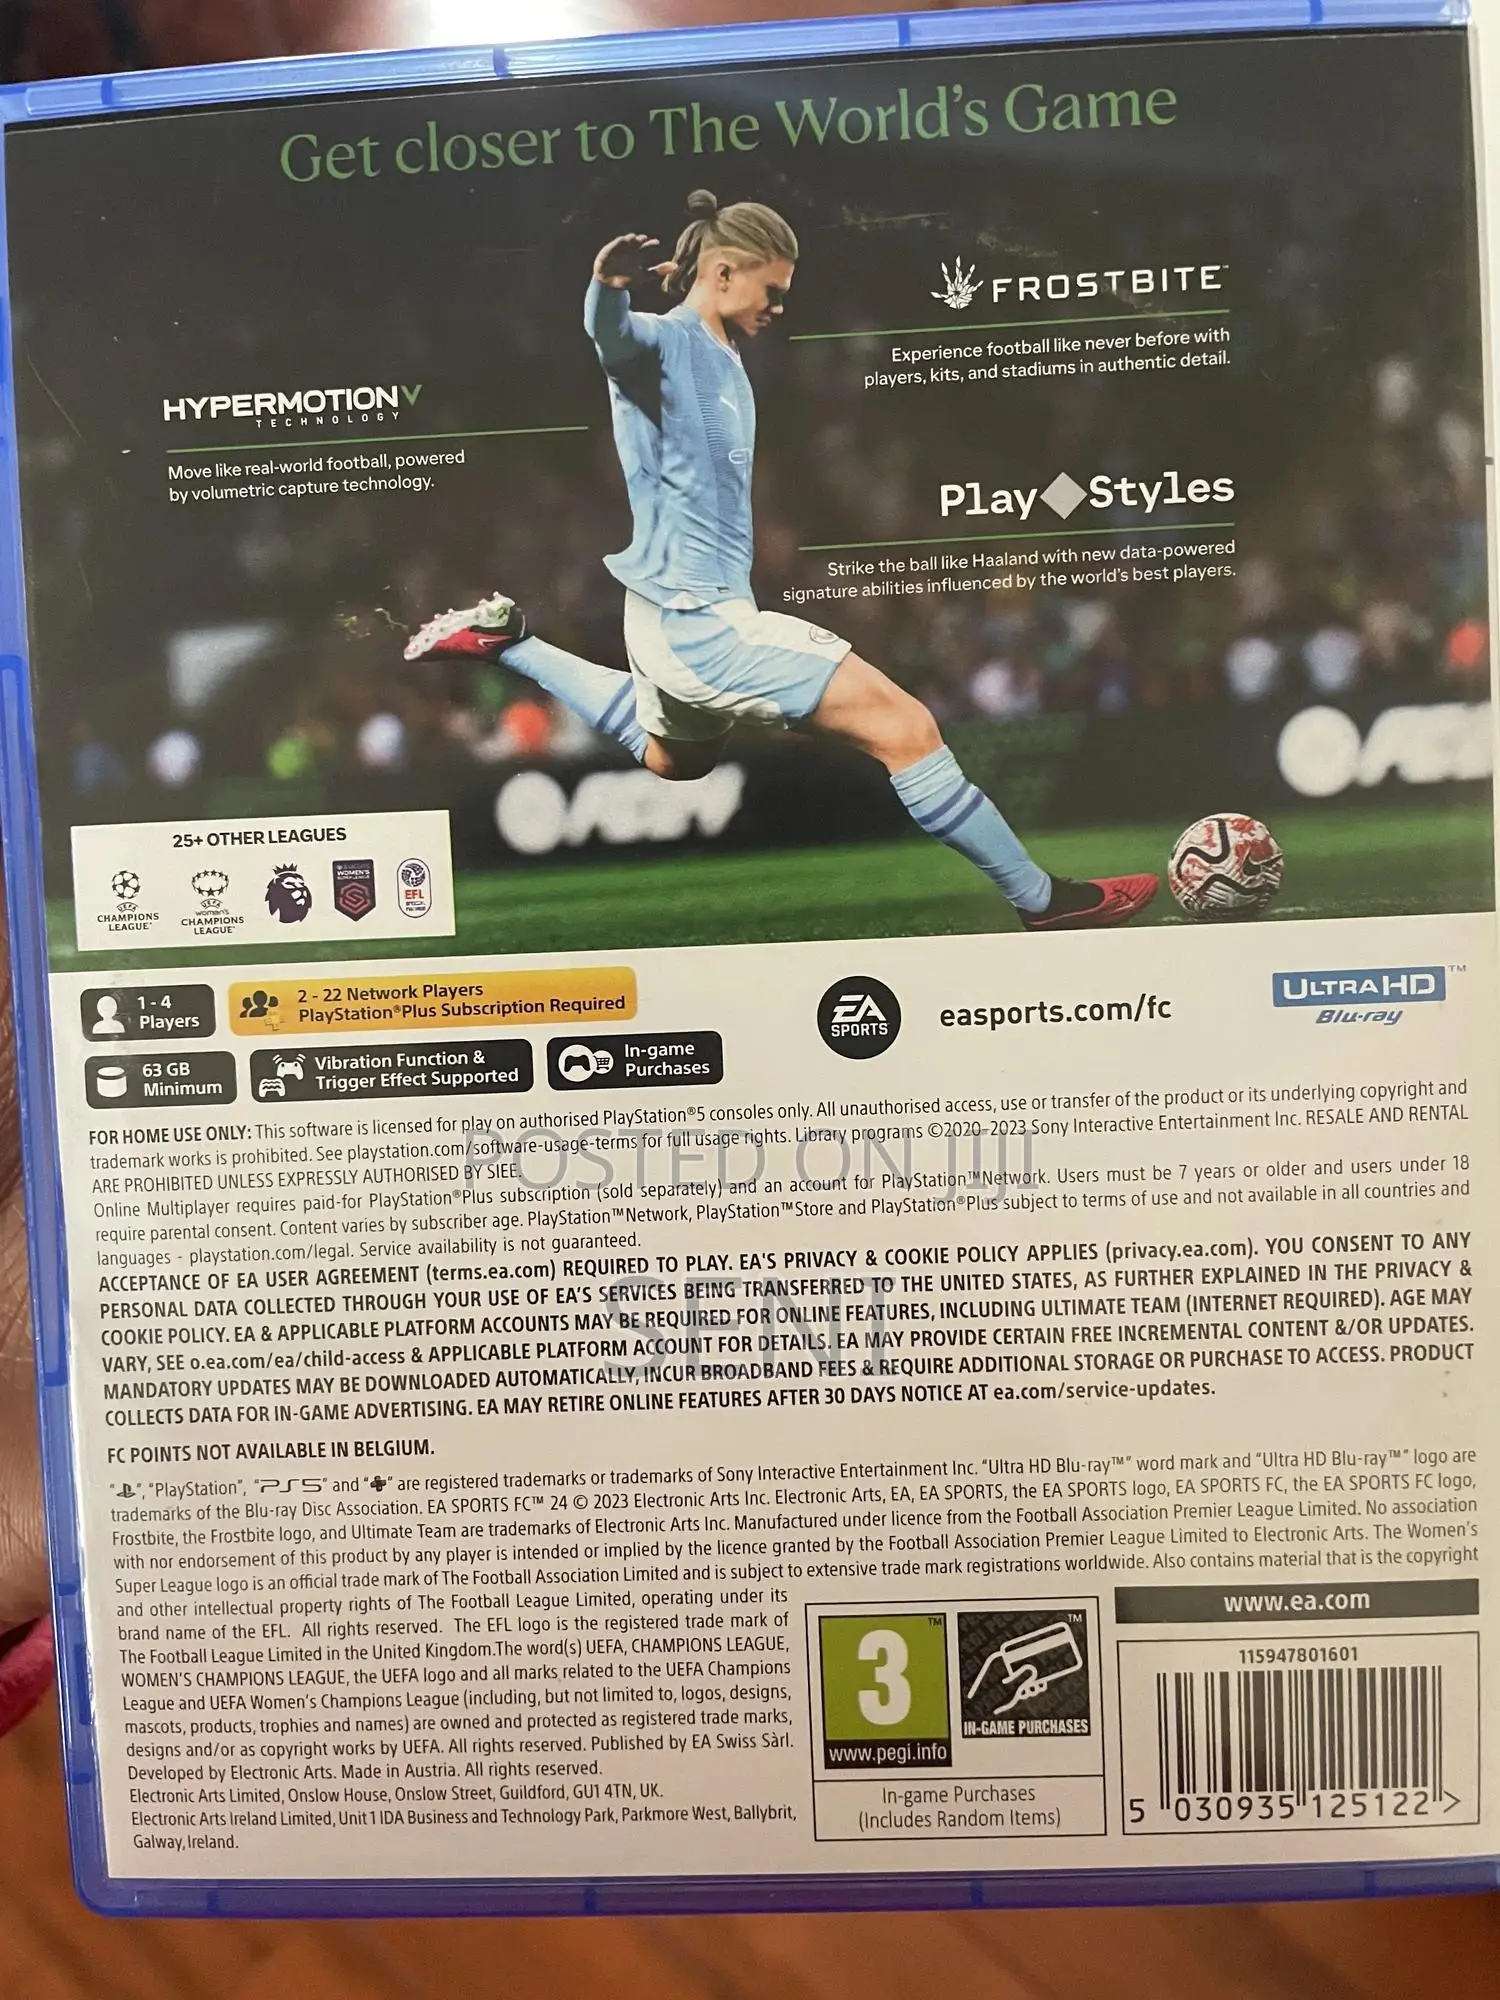 Get closer to The World's Game
FROSTBITE™
Experience football like never before with
players, kits, and stadiums in authentic detail.
HYPERMOTIONV
TECHNOLOGY
Move like real-world football, powered
by volumetric capture technology.
Play Styles
Strike the ball like Haaland with new data-powered
signature abilities influenced by the world's best players.
25+ OTHER LEAGUES
UEFA
CHAMPIONS
LEAGUE™
UEFA
women's
CHAMPIONS
LEAGUE™
WOMEN'S
EFL
1 - 4
Players
2 - 22 Network Players
PlayStation®Plus Subscription Required
63 GB
Minimum
Vibration Function &
Trigger Effect Supported
In-game
Purchases
EA
SPORTS™
easports.com/fc
ULTRA HD™
Blu-ray
FOR HOME USE ONLY: This software is licensed for play on authorised PlayStation®5 consoles only. All unauthorised access, use or transfer of the product or its underlying copyright and
trademark works is prohibited. See playstation.com/software-usage-terms for full usage rights. Library programs ©2020-2023 Sony Interactive Entertainment Inc. RESALE AND RENTAL
ARE PROHIBITED UNLESS EXPRESSLY AUTHORISED BY SIEE.
Online Multiplayer requires paid-for PlayStation®Plus subscription (sold separately) and an account for PlayStation™Network. Users must be 7 years or older and users under 18
require parental consent. Content varies by subscriber age. PlayStation™Network, PlayStation™Store and PlayStation®Plus subject to terms of use and not available in all countries and
languages - playstation.com/legal. Service availability is not guaranteed.
ACCEPTANCE OF EA USER AGREEMENT (terms.ea.com) REQUIRED TO PLAY. EA'S PRIVACY & COOKIE POLICY APPLIES (privacy.ea.com). YOU CONSENT TO ANY
PERSONAL DATA COLLECTED THROUGH YOUR USE OF EA'S SERVICES BEING TRANSFERRED TO THE UNITED STATES, AS FURTHER EXPLAINED IN THE PRIVACY &
COOKIE POLICY. EA & APPLICABLE PLATFORM ACCOUNTS MAY BE REQUIRED FOR ONLINE FEATURES, INCLUDING ULTIMATE TEAM (INTERNET REQUIRED). AGE MAY
VARY, SEE o.ea.com/ea/child-access & APPLICABLE PLATFORM ACCOUNT FOR DETAILS. EA MAY PROVIDE CERTAIN FREE INCREMENTAL CONTENT &/OR UPDATES.
MANDATORY UPDATES MAY BE DOWNLOADED AUTOMATICALLY, INCUR BROADBAND FEES & REQUIRE ADDITIONAL STORAGE OR PURCHASE TO ACCESS. PRODUCT
COLLECTS DATA FOR IN-GAME ADVERTISING. EA MAY RETIRE ONLINE FEATURES AFTER 30 DAYS NOTICE AT ea.com/service-updates.
POSTED ON JIJI
SENI
FC POINTS NOT AVAILABLE IN BELGIUM.
" ", "PlayStation", "PS5" and " " are registered trademarks or trademarks of Sony Interactive Entertainment Inc. "Ultra HD Blu-ray™" word mark and "Ultra HD Blu-ray™" logo are
trademarks of the Blu-ray Disc Association. EA SPORTS FC™ 24 © 2023 Electronic Arts Inc. Electronic Arts, EA, EA SPORTS, the EA SPORTS logo, EA SPORTS FC, the EA SPORTS FC logo,
Frostbite, the Frostbite logo, and Ultimate Team are trademarks of Electronic Arts Inc. Manufactured under licence from the Football Association Premier League Limited. No association
with nor endorsement of this product by any player is intended or implied by the licence granted by the Football Association Premier League Limited to Electronic Arts. The Women's
Super League logo is an official trade mark of The Football Association Limited and is subject to extensive trade mark registrations worldwide. Also contains material that is the copyright
and other intellectual property rights of The Football League Limited, operating under its
brand name of the EFL. All rights reserved. The EFL logo is the registered trade mark of
The Football League Limited in the United Kingdom.The word(s) UEFA, CHAMPIONS LEAGUE,
WOMEN'S CHAMPIONS LEAGUE, the UEFA logo and all marks related to the UEFA Champions
League and UEFA Women's Champions League (including, but not limited to, logos, designs,
mascots, products, trophies and names) are owned and protected as registered trade marks,
designs and/or as copyright works by UEFA. All rights reserved. Published by EA Swiss Sàrl.
Developed by Electronic Arts. Made in Austria. All rights reserved.
Electronic Arts Limited, Onslow House, Onslow Street, Guildford, GU1 4TN, UK.
Electronic Arts Ireland Limited, Unit 1 IDA Business and Technology Park, Parkmore West, Ballybrit,
Galway, Ireland.
3™
www.pegi.info
™
IN-GAME PURCHASES
In-game Purchases
(Includes Random Items)
www.ea.com
115947801601
5 030935 125122 >